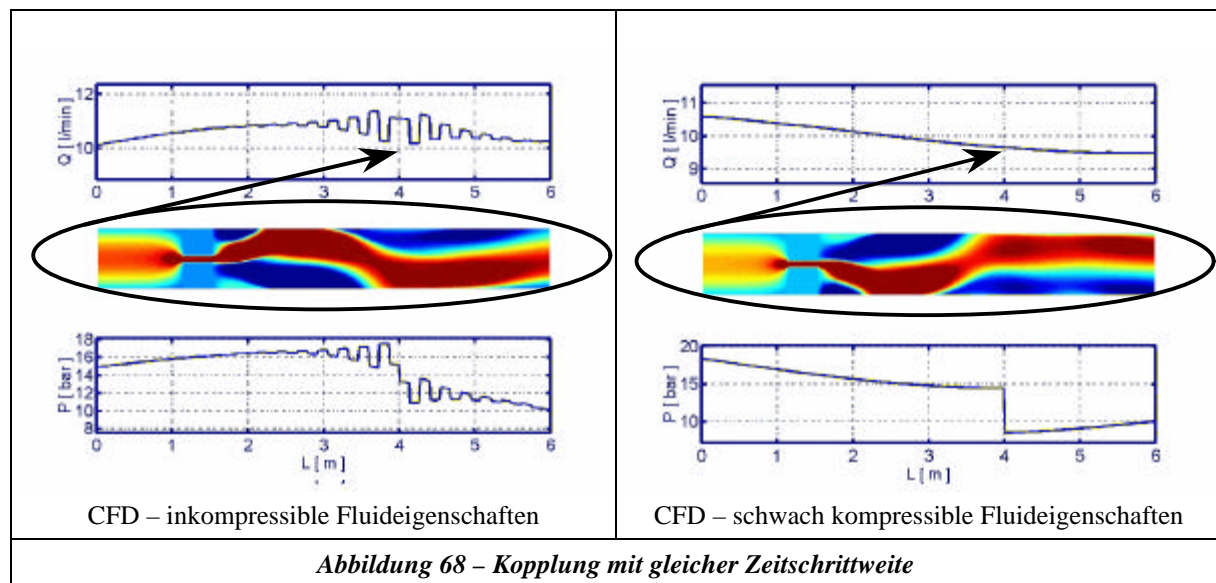 12
10
Q [ l/min ]
0 1 2 3 4 5 6
18
16
14
12
10
8
P [ bar ]
0 1 2 3 4 5 6
L [ m ]
CFD – inkompressible Fluideigenschaften
11
10
9
Q [ l/min ]
0 1 2 3 4 5 6
20
15
10
P [ bar ]
0 1 2 3 4 5 6
L [ m ]
CFD – schwach kompressible Fluideigenschaften
Abbildung 68 – Kopplung mit gleicher Zeitschrittweite